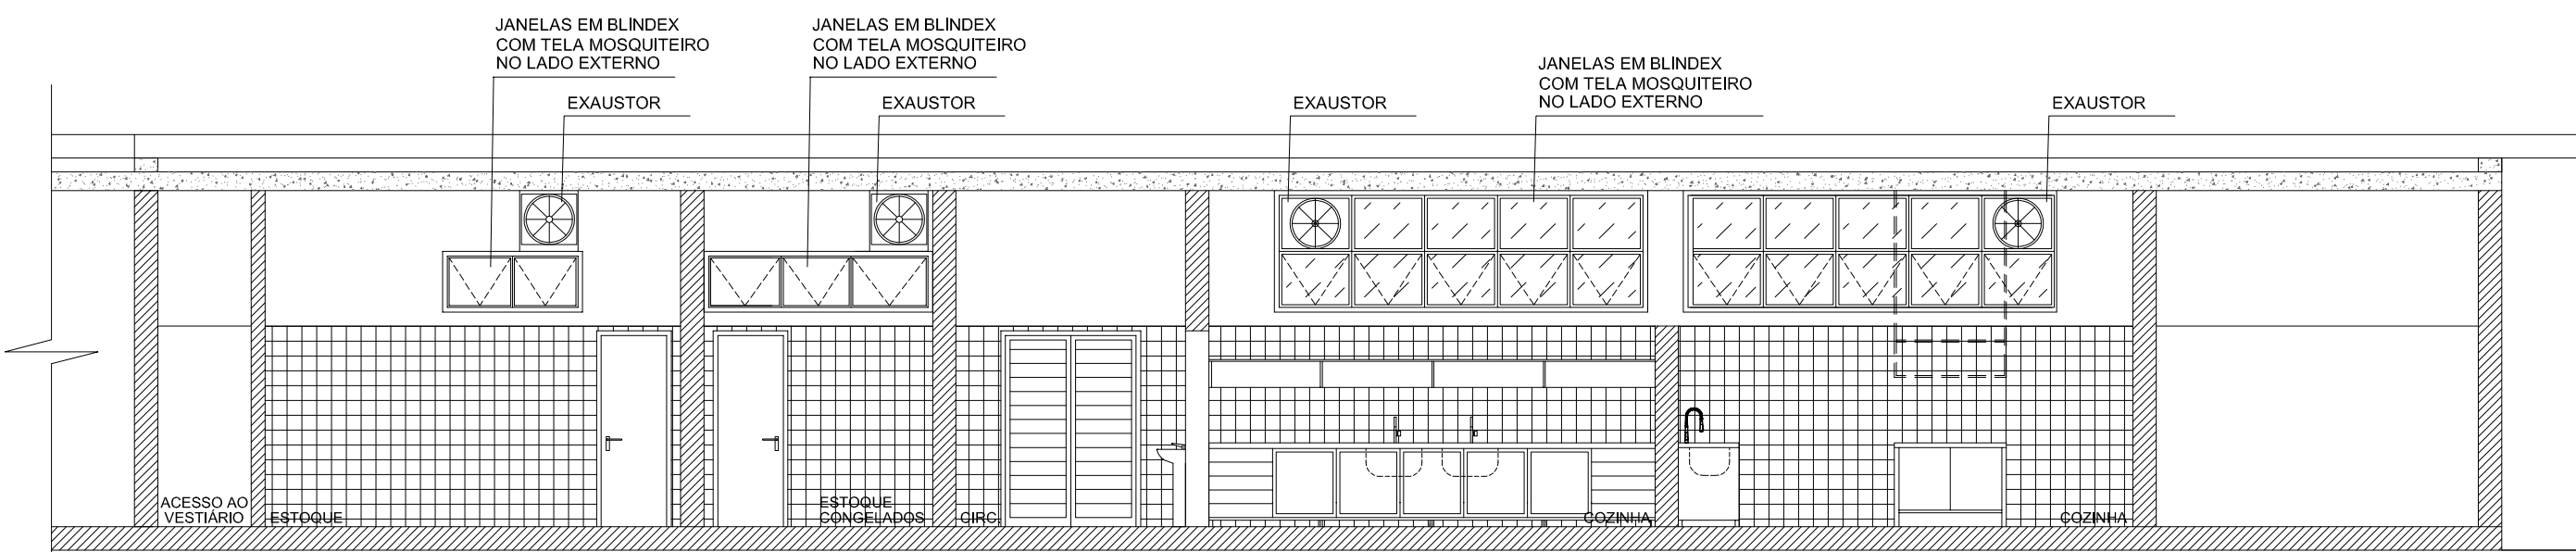 JANELAS EM BLINDEX
COM TELA MOSQUITEIRO
NO LADO EXTERNO
EXAUSTOR
JANELAS EM BLINDEX
COM TELA MOSQUITEIRO
NO LADO EXTERNO
EXAUSTOR
EXAUSTOR
JANELAS EM BLINDEX
COM TELA MOSQUITEIRO
NO LADO EXTERNO
EXAUSTOR
ACESSO AO
VESTIÁRIO
ESTOQUE
ESTOQUE
CONGELADOS
CIRC.
COZINHA
COZINHA